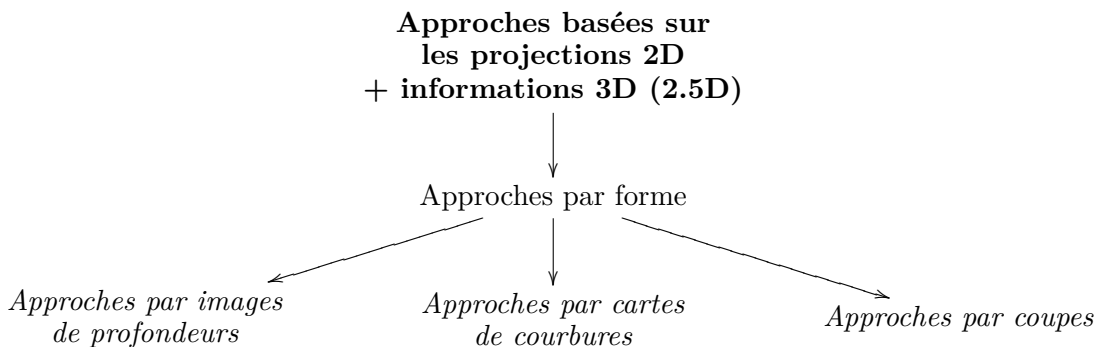 Approches basées sur
les projections 2D
+ informations 3D (2.5D)
Approches par forme
Approches par images
de profondeurs
Approches par cartes
de courbures
Approches par coupes